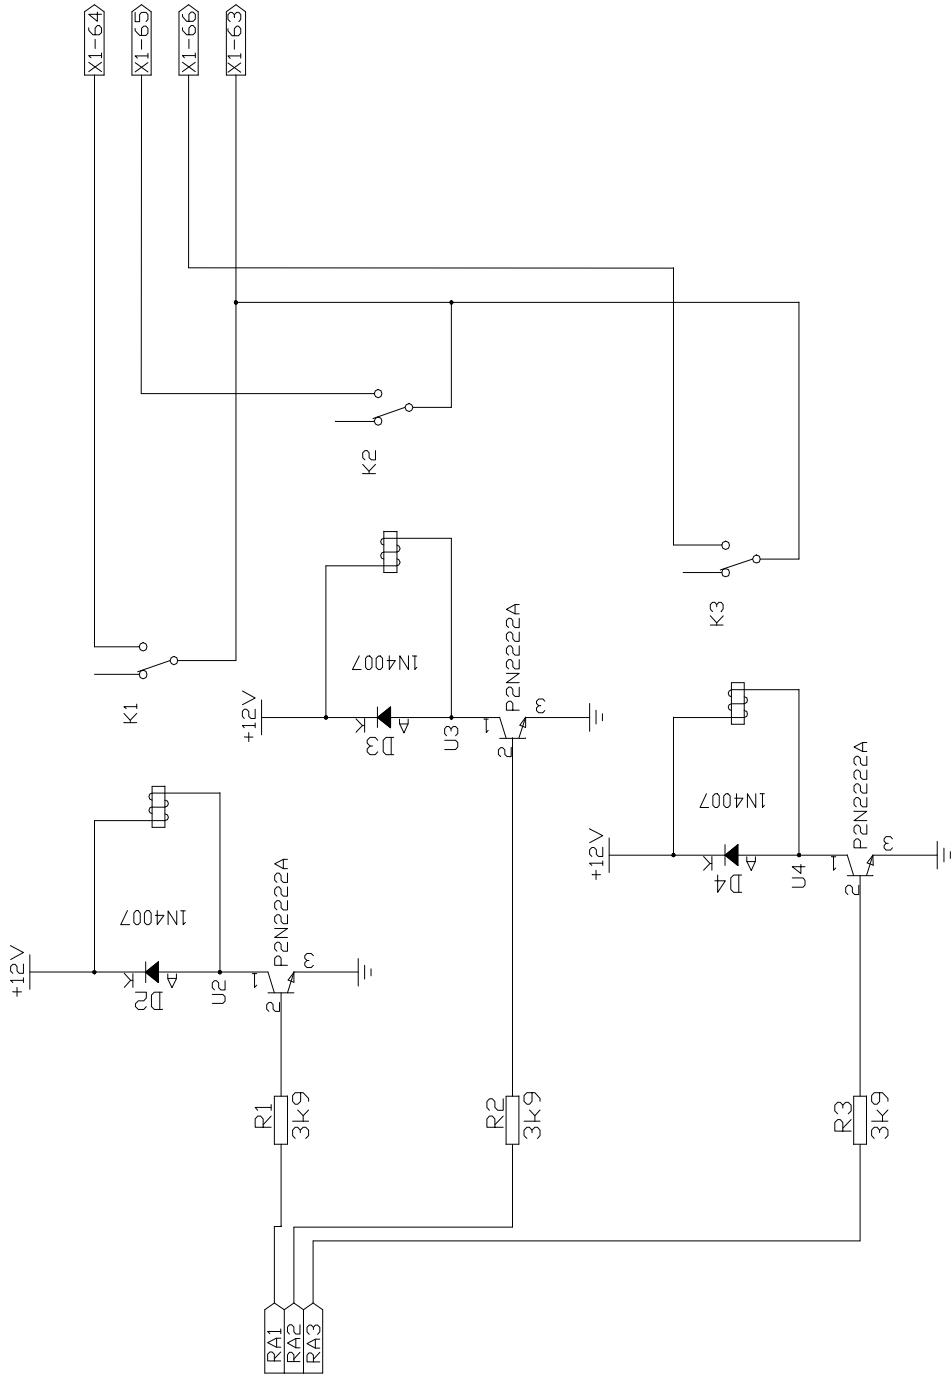 X1-64
X1-65
X1-66
X1-63
K2
K3
K1
1N4007
+12V
K
A
D3
U3
1
2
3
P2N2222A
1N4007
+12V
K
A
D2
U2
1
2
3
P2N2222A
1N4007
+12V
K
A
D4
U4
1
2
3
P2N2222A
R1
3k9
R2
3k9
R3
3k9
RA1
RA2
RA3